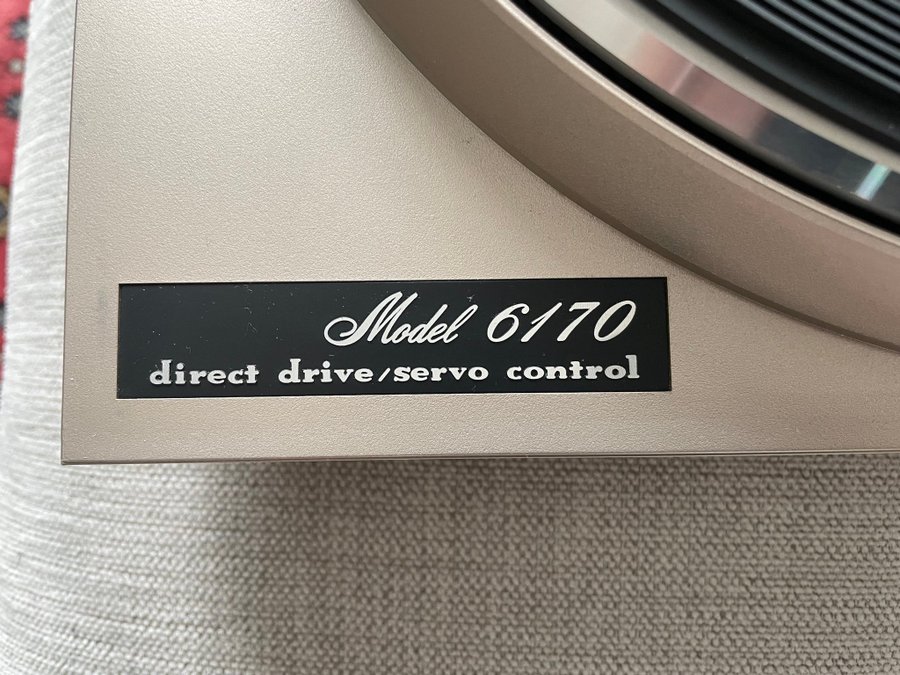 Model 6170
direct drive/servo control